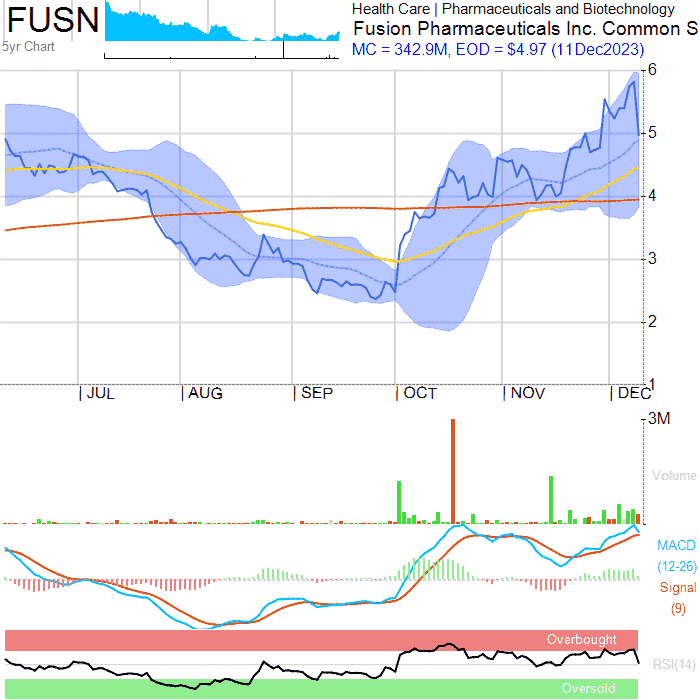 FUSN
5yr Chart
Health Care | Pharmaceuticals and Biotechnology
Fusion Pharmaceuticals Inc. Common S
MC = 342.9M, EOD = $4.97 (11Dec2023)
6
5
4
3
2
1
| JUL | AUG | SEP | OCT | NOV | DEC
3M
Volume
MACD
(12-26)
Signal
(9)
Overbought
RSI(14)
Oversold